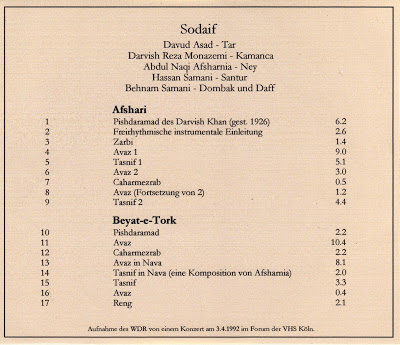 Sodaif
Davud Asad - Tar
Darvish Reza Monazemi - Kamanca
Abdul Naqi Afsharnia - Ney
Hassan Samani - Santur
Behnam Samani - Dombak und Daff
Afshari
1 Pishdaramad des Darvish Khan (gest. 1926) 6.2
2 Freirhythmische instrumentale Einleitung 2.6
3 Zarbi 1.4
4 Avaz 1 9.0
5 Tasnif 1 5.1
6 Avaz 2 3.0
7 Caharmezrab 0.5
8 Avaz (Fortsetzung von 2) 1.2
9 Tasnif 2 4.4
Beyat-e-Tork
10 Pishdaramad 2.2
11 Avaz 10.4
12 Caharmezrab 2.2
13 Avaz in Nava 8.1
14 Tasnif in Nava (eine Komposition von Afsharnia) 2.0
15 Tasnif 3.3
16 Avaz 0.4
17 Reng 2.1
Aufnahme des WDR von einem Konzert am 3.4.1992 im Forum der VHS Köln.